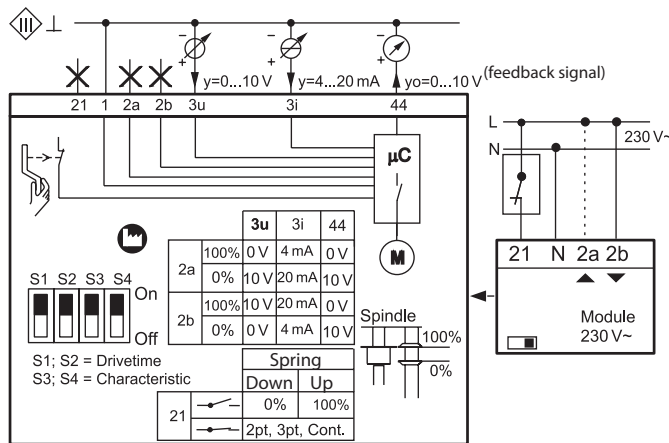 III ⊥
− − −
+ + +
y=0...10 V y=4...20 mA yo=0...10 V (feedback signal)
21 1 2a 2b 3u 3i 44
L
N 230 V~
µC
M
3u 3i 44
2a 100% 0 V 4 mA 0 V
0% 10 V 20 mA 10 V
2b 100% 10 V 20 mA 0 V
0% 0 V 4 mA 10 V
S1 S2 S3 S4
On
Off
S1; S2 = Drivetime
S3; S4 = Characteristic
Spindle
100%
0%
Spring
Down Up
21 0% 100%
2pt, 3pt, Cont.
21 N 2a 2b
Module
230 V~